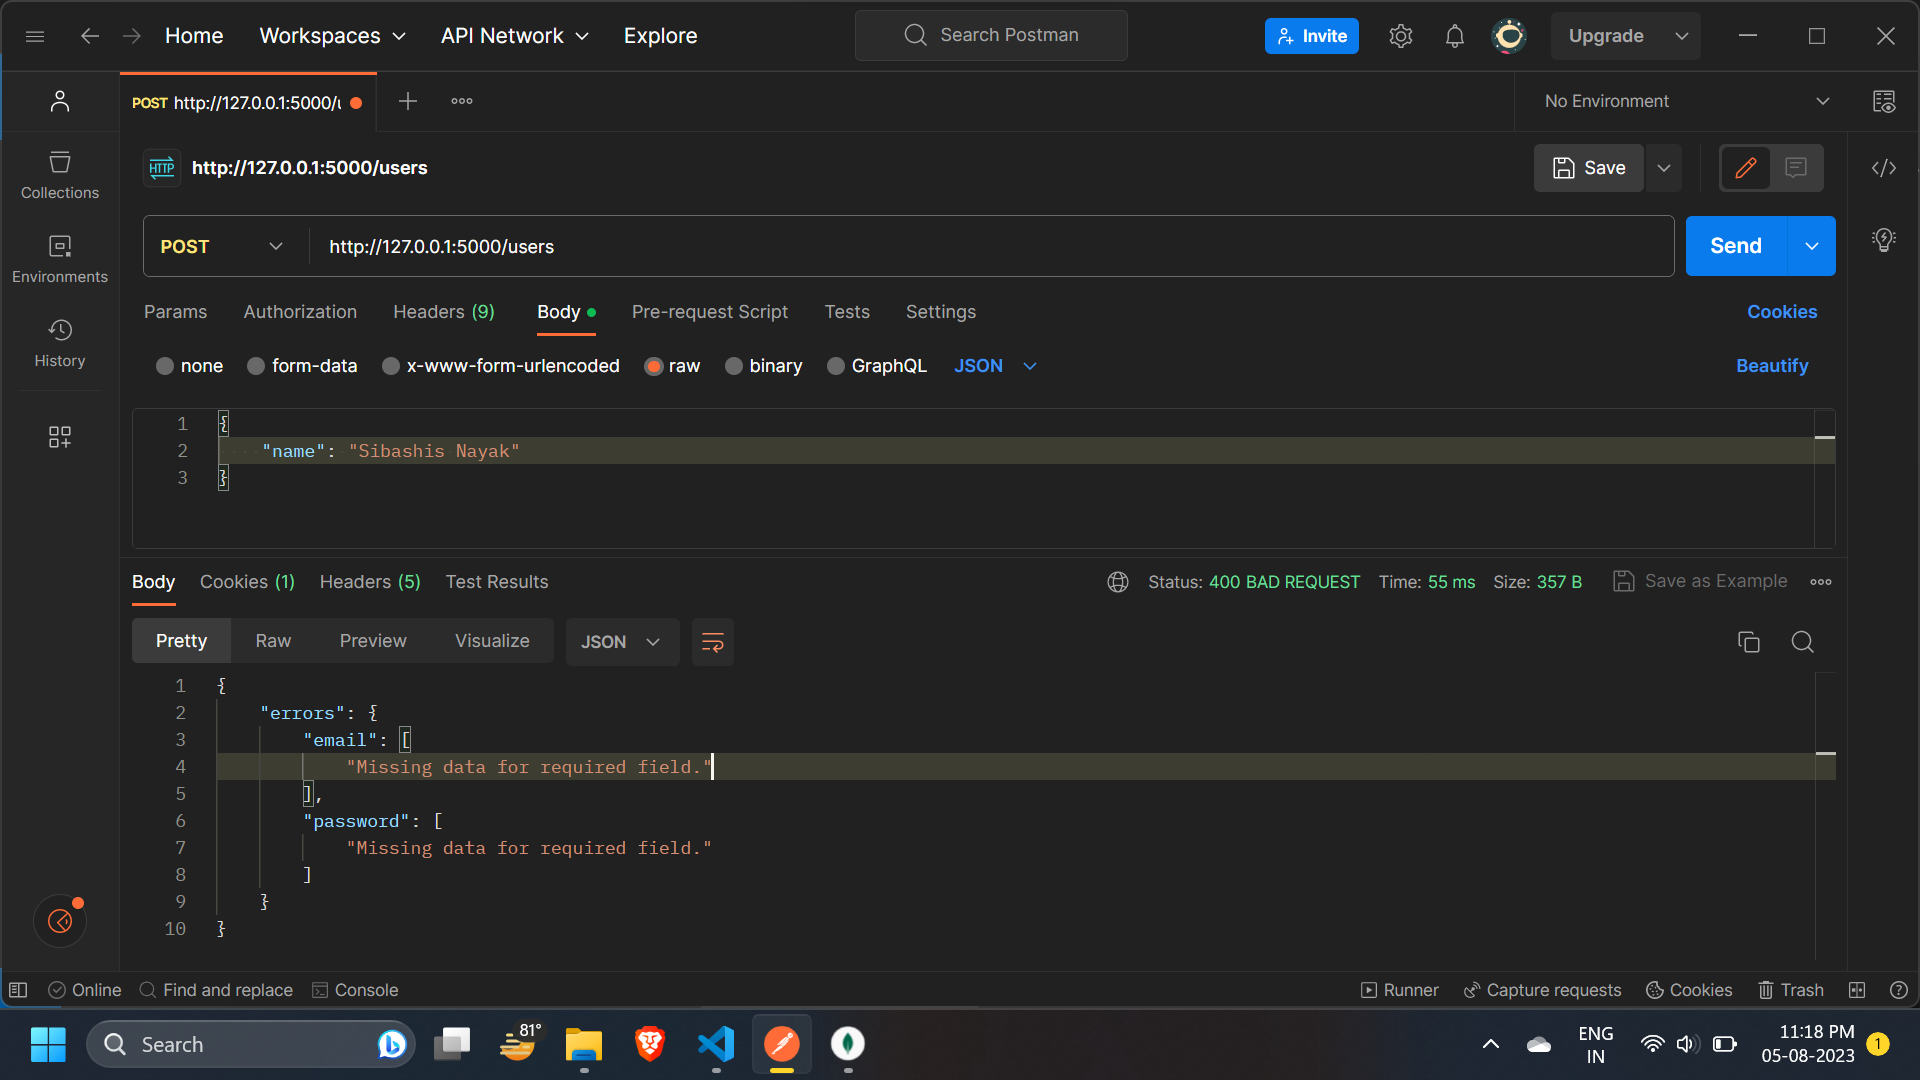 Home Workspaces API Network Explore Search Postman Invite Upgrade
POST http://127.0.0.1:5000/u No Environment
HTTP http://127.0.0.1:5000/users Save
POST http://127.0.0.1:5000/users Send
Params Authorization Headers (9) Body Pre-request Script Tests Settings Cookies
none form-data x-www-form-urlencoded raw binary GraphQL JSON Beautify
1 {
2 "name": "Sibashis Nayak"
3 }
Collections
Environments
History
Body Cookies (1) Headers (5) Test Results Status: 400 BAD REQUEST Time: 55 ms Size: 357 B Save as Example
Pretty Raw Preview Visualize JSON
1 {
2 "errors": {
3 "email": [
4 "Missing data for required field."
5 ],
6 "password": [
7 "Missing data for required field."
8 ]
9 }
10 }
Online Find and replace Console Runner Capture requests Cookies Trash
Search 81° ENG 11:18 PM 1
IN 05-08-2023